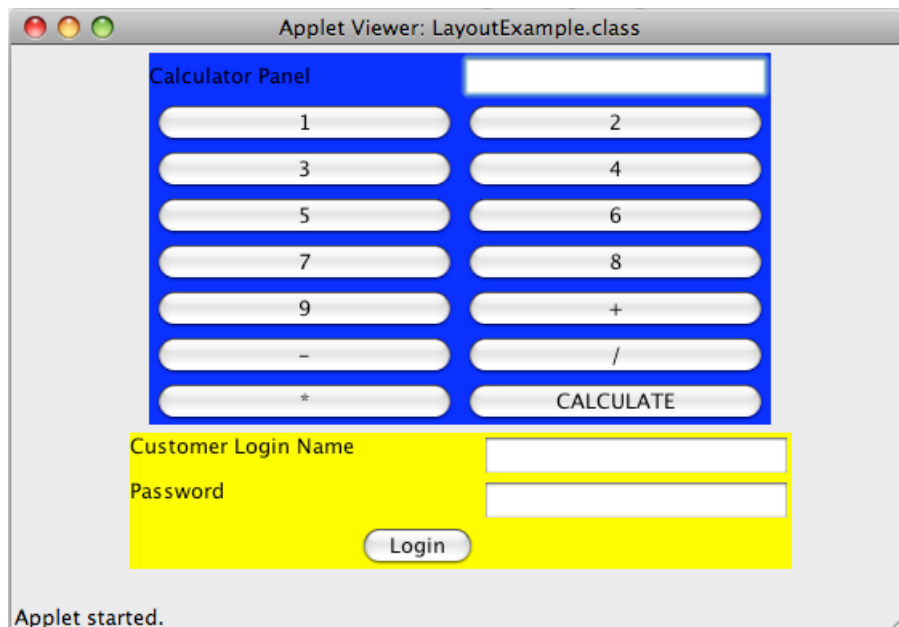 Applet Viewer: LayoutExample.class
Calculator Panel
1 2
3 4
5 6
7 8
9 +
- /
* CALCULATE
Customer Login Name
Password
Login
Applet started.